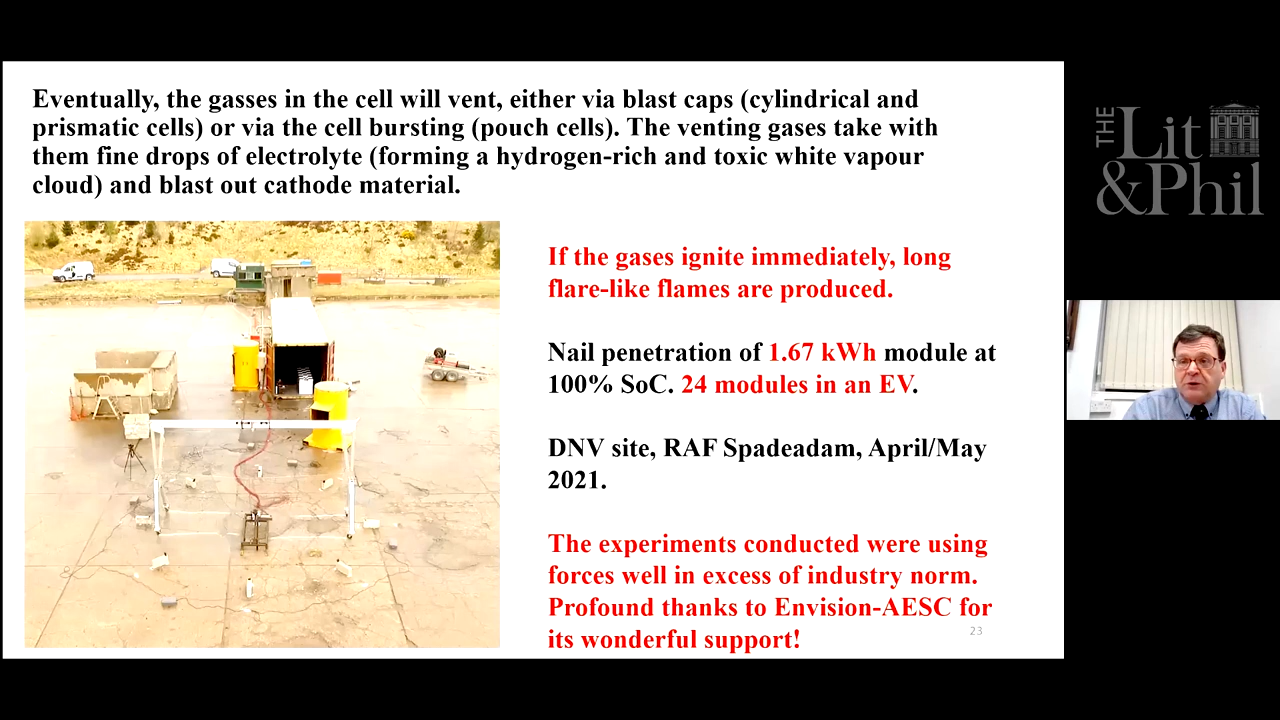 Eventually, the gasses in the cell will vent, either via blast caps (cylindrical and
prismatic cells) or via the cell bursting (pouch cells). The venting gases take with
them fine drops of electrolyte (forming a hydrogen-rich and toxic white vapour
cloud) and blast out cathode material.
If the gases ignite immediately, long
flare-like flames are produced.
Nail penetration of 1.67 kWh module at
100% SoC. 24 modules in an EV.
DNV site, RAF Spadeadam, April/May
2021.
The experiments conducted were using
forces well in excess of industry norm.
Profound thanks to Envision-AESC for
its wonderful support!
23
THE
Lit
&Phil